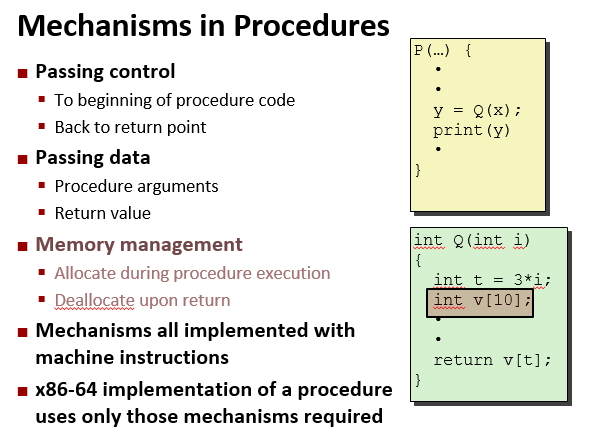 Mechanisms in Procedures
Passing control
To beginning of procedure code
Back to return point
Passing data
Procedure arguments
Return value
Memory management
Allocate during procedure execution
Deallocate upon return
Mechanisms all implemented with
machine instructions
x86-64 implementation of a procedure
uses only those mechanisms required
P(…) {
•
•
y = Q(x);
print(y)
•
}
int Q(int i)
{
int t = 3*i;
int v[10];
•
•
return v[t];
}